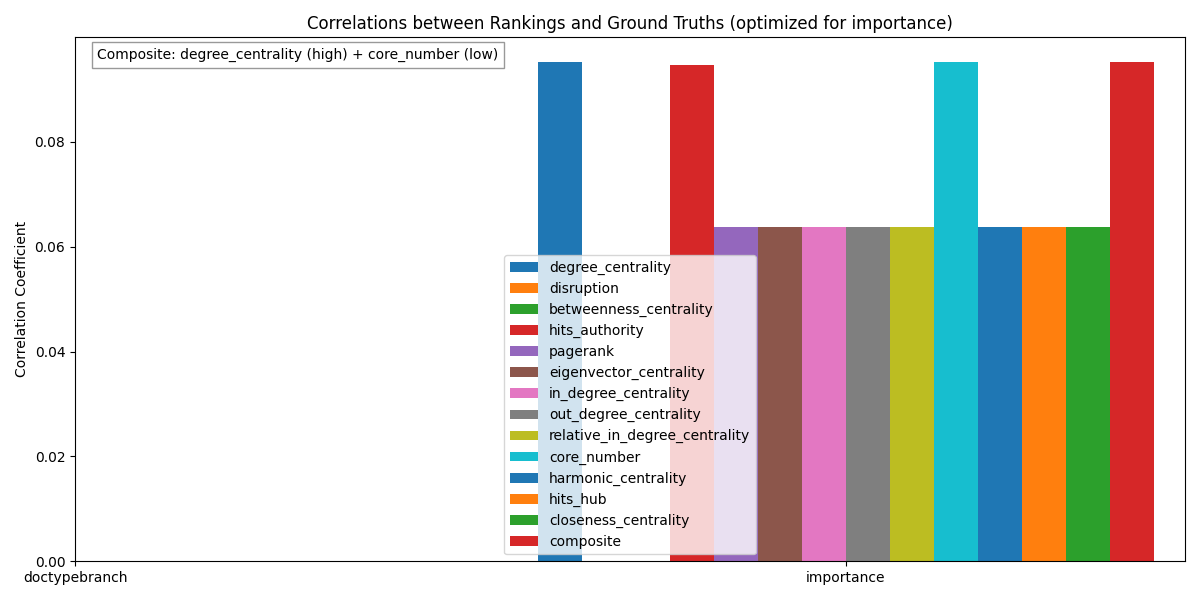 Correlations between Rankings and Ground Truths (optimized for importance)
Composite: degree_centrality (high) + core_number (low)
Correlation Coefficient
0.08
0.06
0.04
0.02
0.00
degree_centrality
disruption
betweenness_centrality
hits_authority
pagerank
eigenvector_centrality
in_degree_centrality
out_degree_centrality
relative_in_degree_centrality
core_number
harmonic_centrality
hits_hub
closeness_centrality
composite
doctypebranch
importance